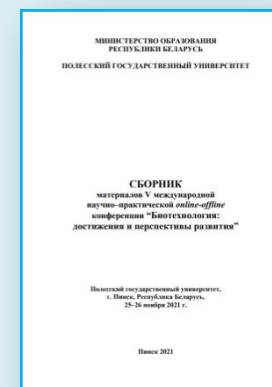 МИНИСТЕРСТВО ОБРАЗОВАНИЯ
РЕСПУБЛИКИ БЕЛАРУСЬ
ПОЛЕССКИЙ ГОСУДАРСТВЕННЫЙ УНИВЕРСИТЕТ
СБОРНИК
материалов V международной
научно–практической online-offline
конференции “Биотехнология:
достижения и перспективы развития”
Полесский государственный университет,
г. Пинск, Республика Беларусь,
25–26 ноября 2021 г.
Пинск 2021